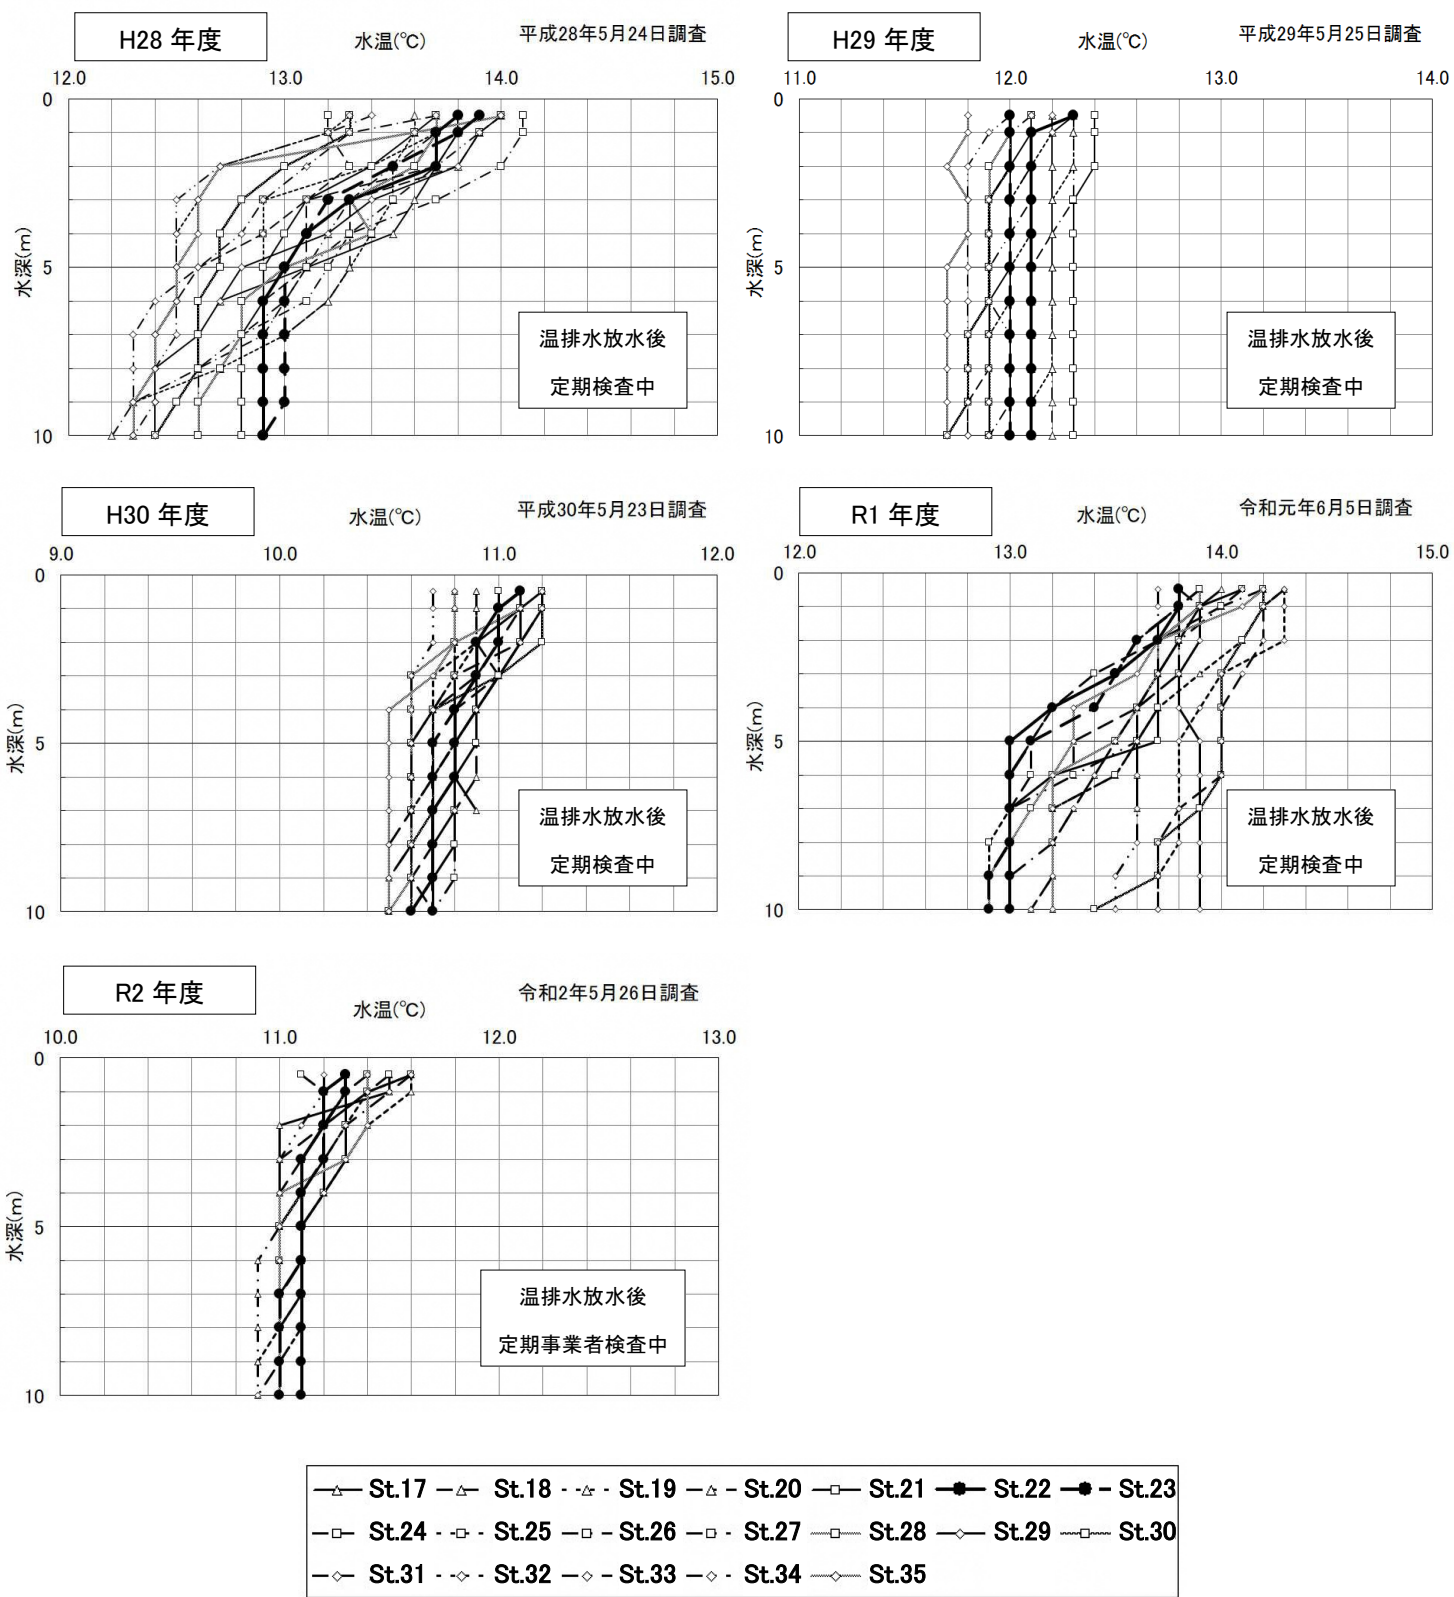 H28 年度
水温(℃)
平成28年5月24日調査
12.0 13.0 14.0 15.0
0
5
10
水深(m)
温排水放水後
定期検査中
H29 年度
水温(℃)
平成29年5月25日調査
11.0 12.0 13.0 14.0
0
5
10
水深(m)
温排水放水後
定期検査中
H30 年度
水温(℃)
平成30年5月23日調査
9.0 10.0 11.0 12.0
0
5
10
水深(m)
温排水放水後
定期検査中
R1 年度
水温(℃)
令和元年6月5日調査
12.0 13.0 14.0 15.0
0
5
10
水深(m)
温排水放水後
定期検査中
R2 年度
水温(℃)
令和2年5月26日調査
10.0 11.0 12.0 13.0
0
5
10
水深(m)
温排水放水後
定期事業者検査中
St.17 St.18 St.19 St.20 St.21 St.22 St.23
St.24 St.25 St.26 St.27 St.28 St.29 St.30
St.31 St.32 St.33 St.34 St.35